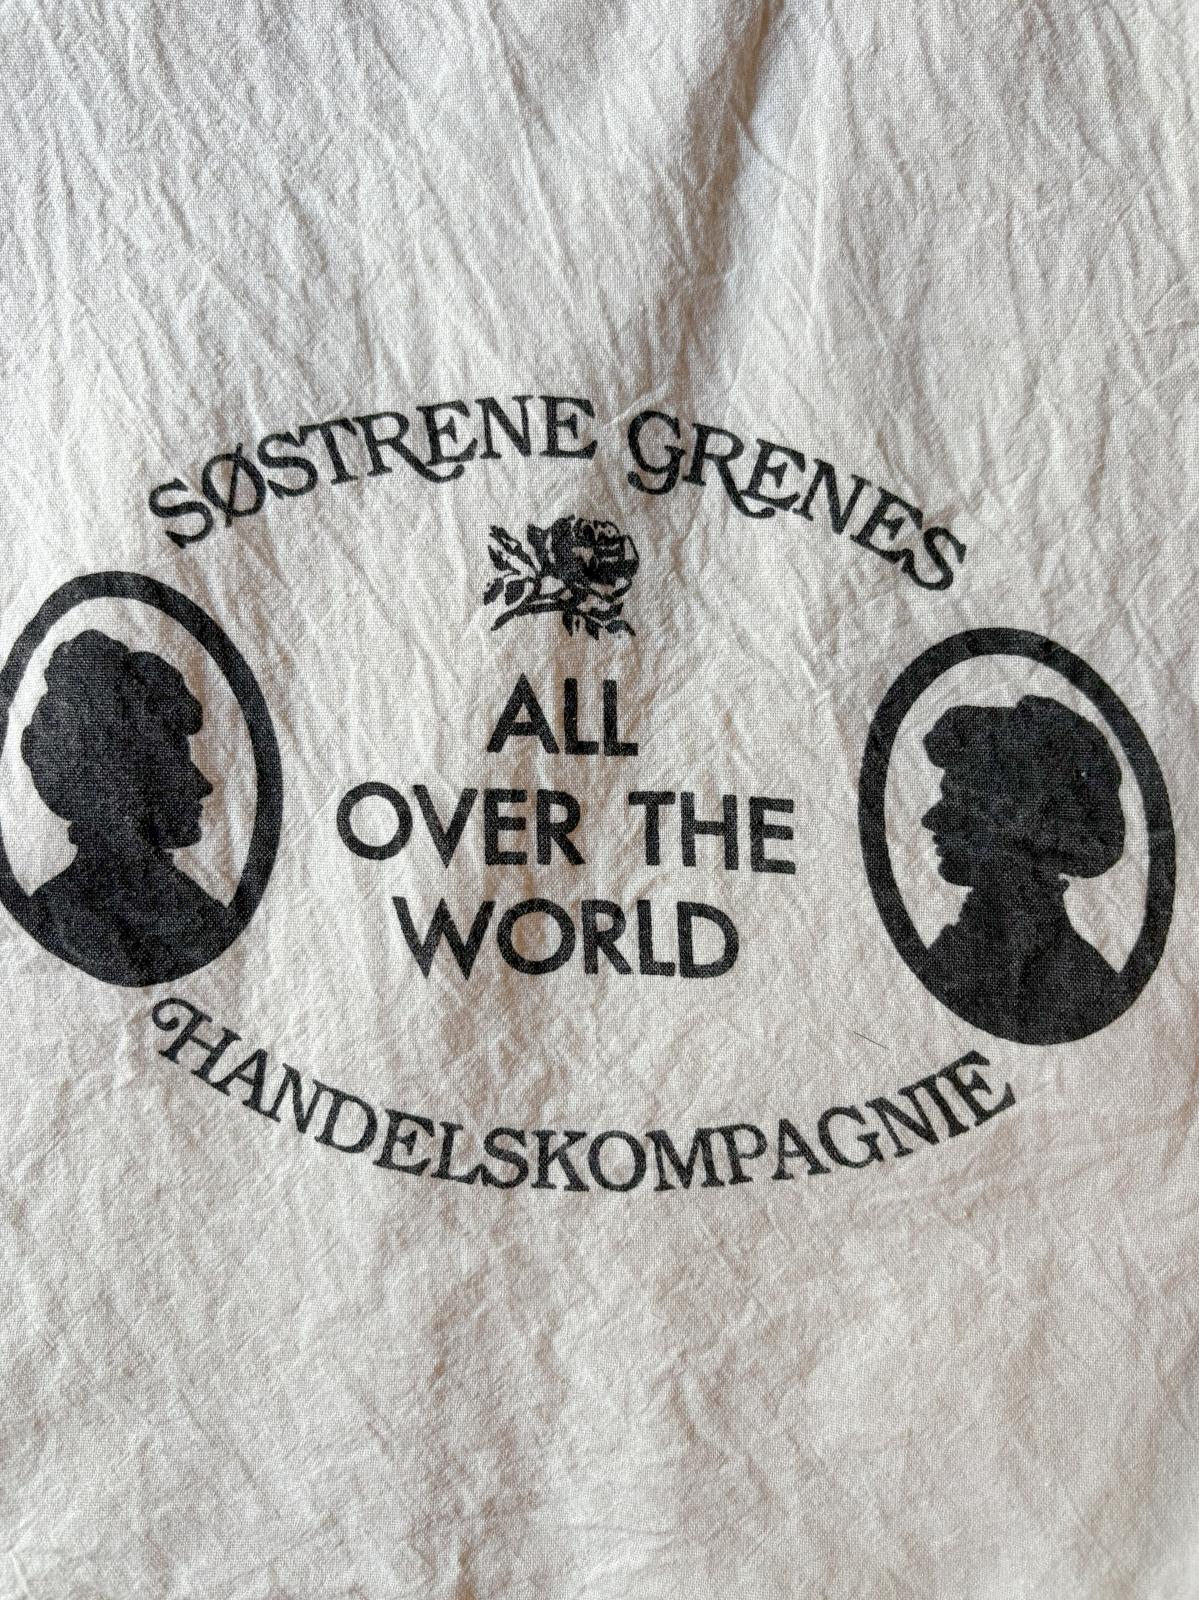 SØSTRENE GRENES
ALL
OVER THE
WORLD
HANDELSKOMPAGNIE